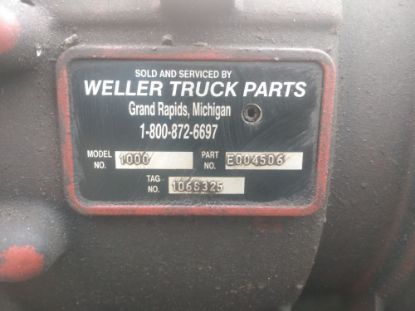 SOLD AND SERVICED BY
WELLER TRUCK PARTS
Grand Rapids, Michigan
1-800-872-6697
MODEL NO. 1000 PART NO. E004506
TAG NO. 1068325